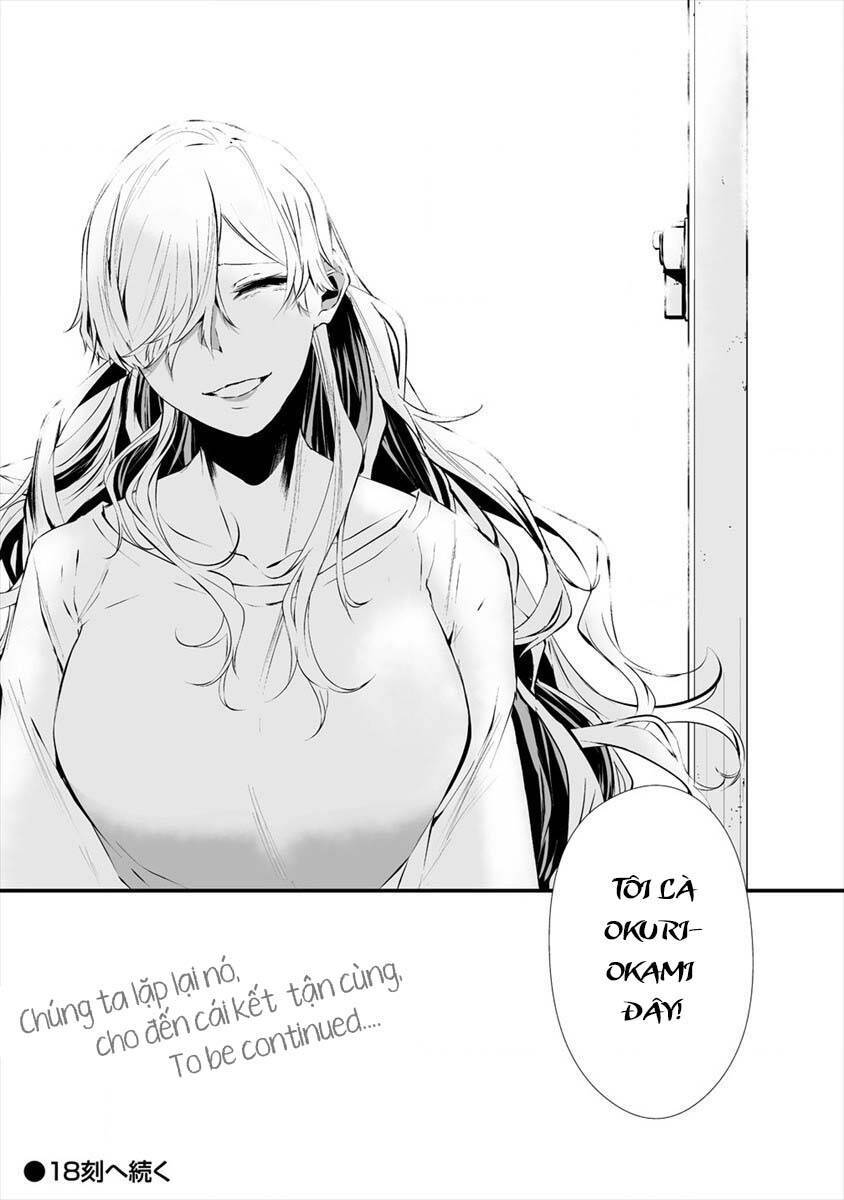 TÔI LÀ
OKURI-
OKAMI
ĐÂY!
Chúng ta lặp lại nó,
cho đến cái kết tận cùng,
To be continued....
●18刻へ続く